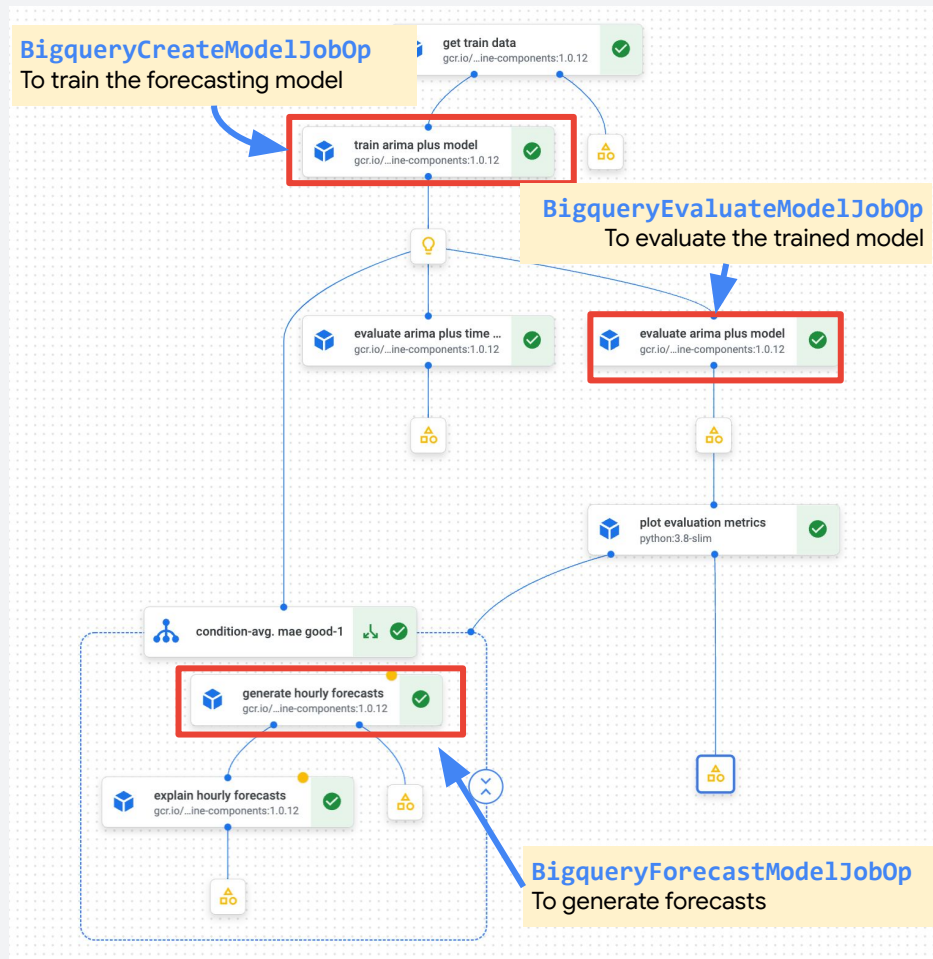 BigqueryCreateModelJobOp
To train the forecasting model
get train data
gcr.io/...ine-components:1.0.12
train arima plus model
gcr.io/...ine-components:1.0.12
BigqueryEvaluateModelJobOp
To evaluate the trained model
evaluate arima plus time ...
gcr.io/...ine-components:1.0.12
evaluate arima plus model
gcr.io/...ine-components:1.0.12
plot evaluation metrics
python:3.8-slim
condition-avg. mae good-1
generate hourly forecasts
gcr.io/...ine-components:1.0.12
explain hourly forecasts
gcr.io/...ine-components:1.0.12
BigqueryForecastModelJobOp
To generate forecasts